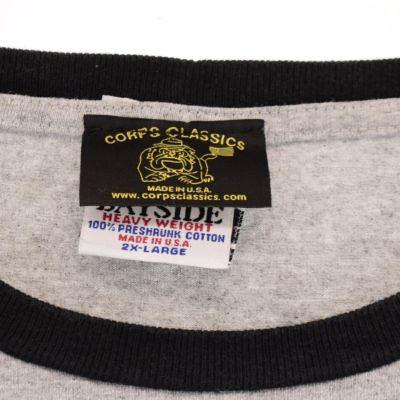 CORPS CLASSICS
MADE IN U.S.A.
www.corpsclassics.com
BAYSIDE
HEAVY WEIGHT
100% PRESHRUNK COTTON
MADE IN U.S.A.
2X-LARGE